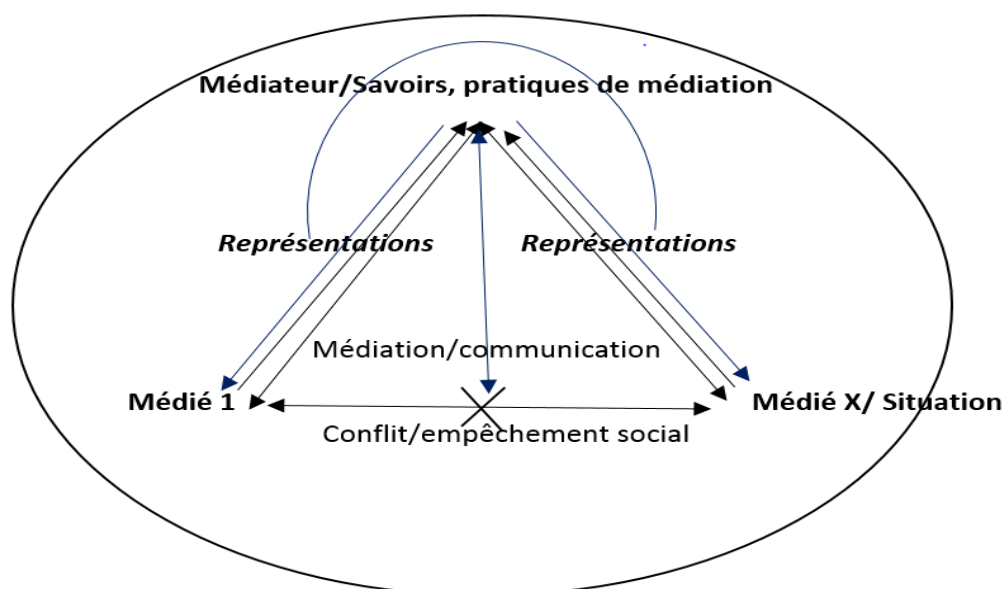 Médiateur/Savoirs, pratiques de médiation
Représentations
Représentations
Médiation/communication
Médié 1
Médié X/ Situation
Conflit/empêchement social